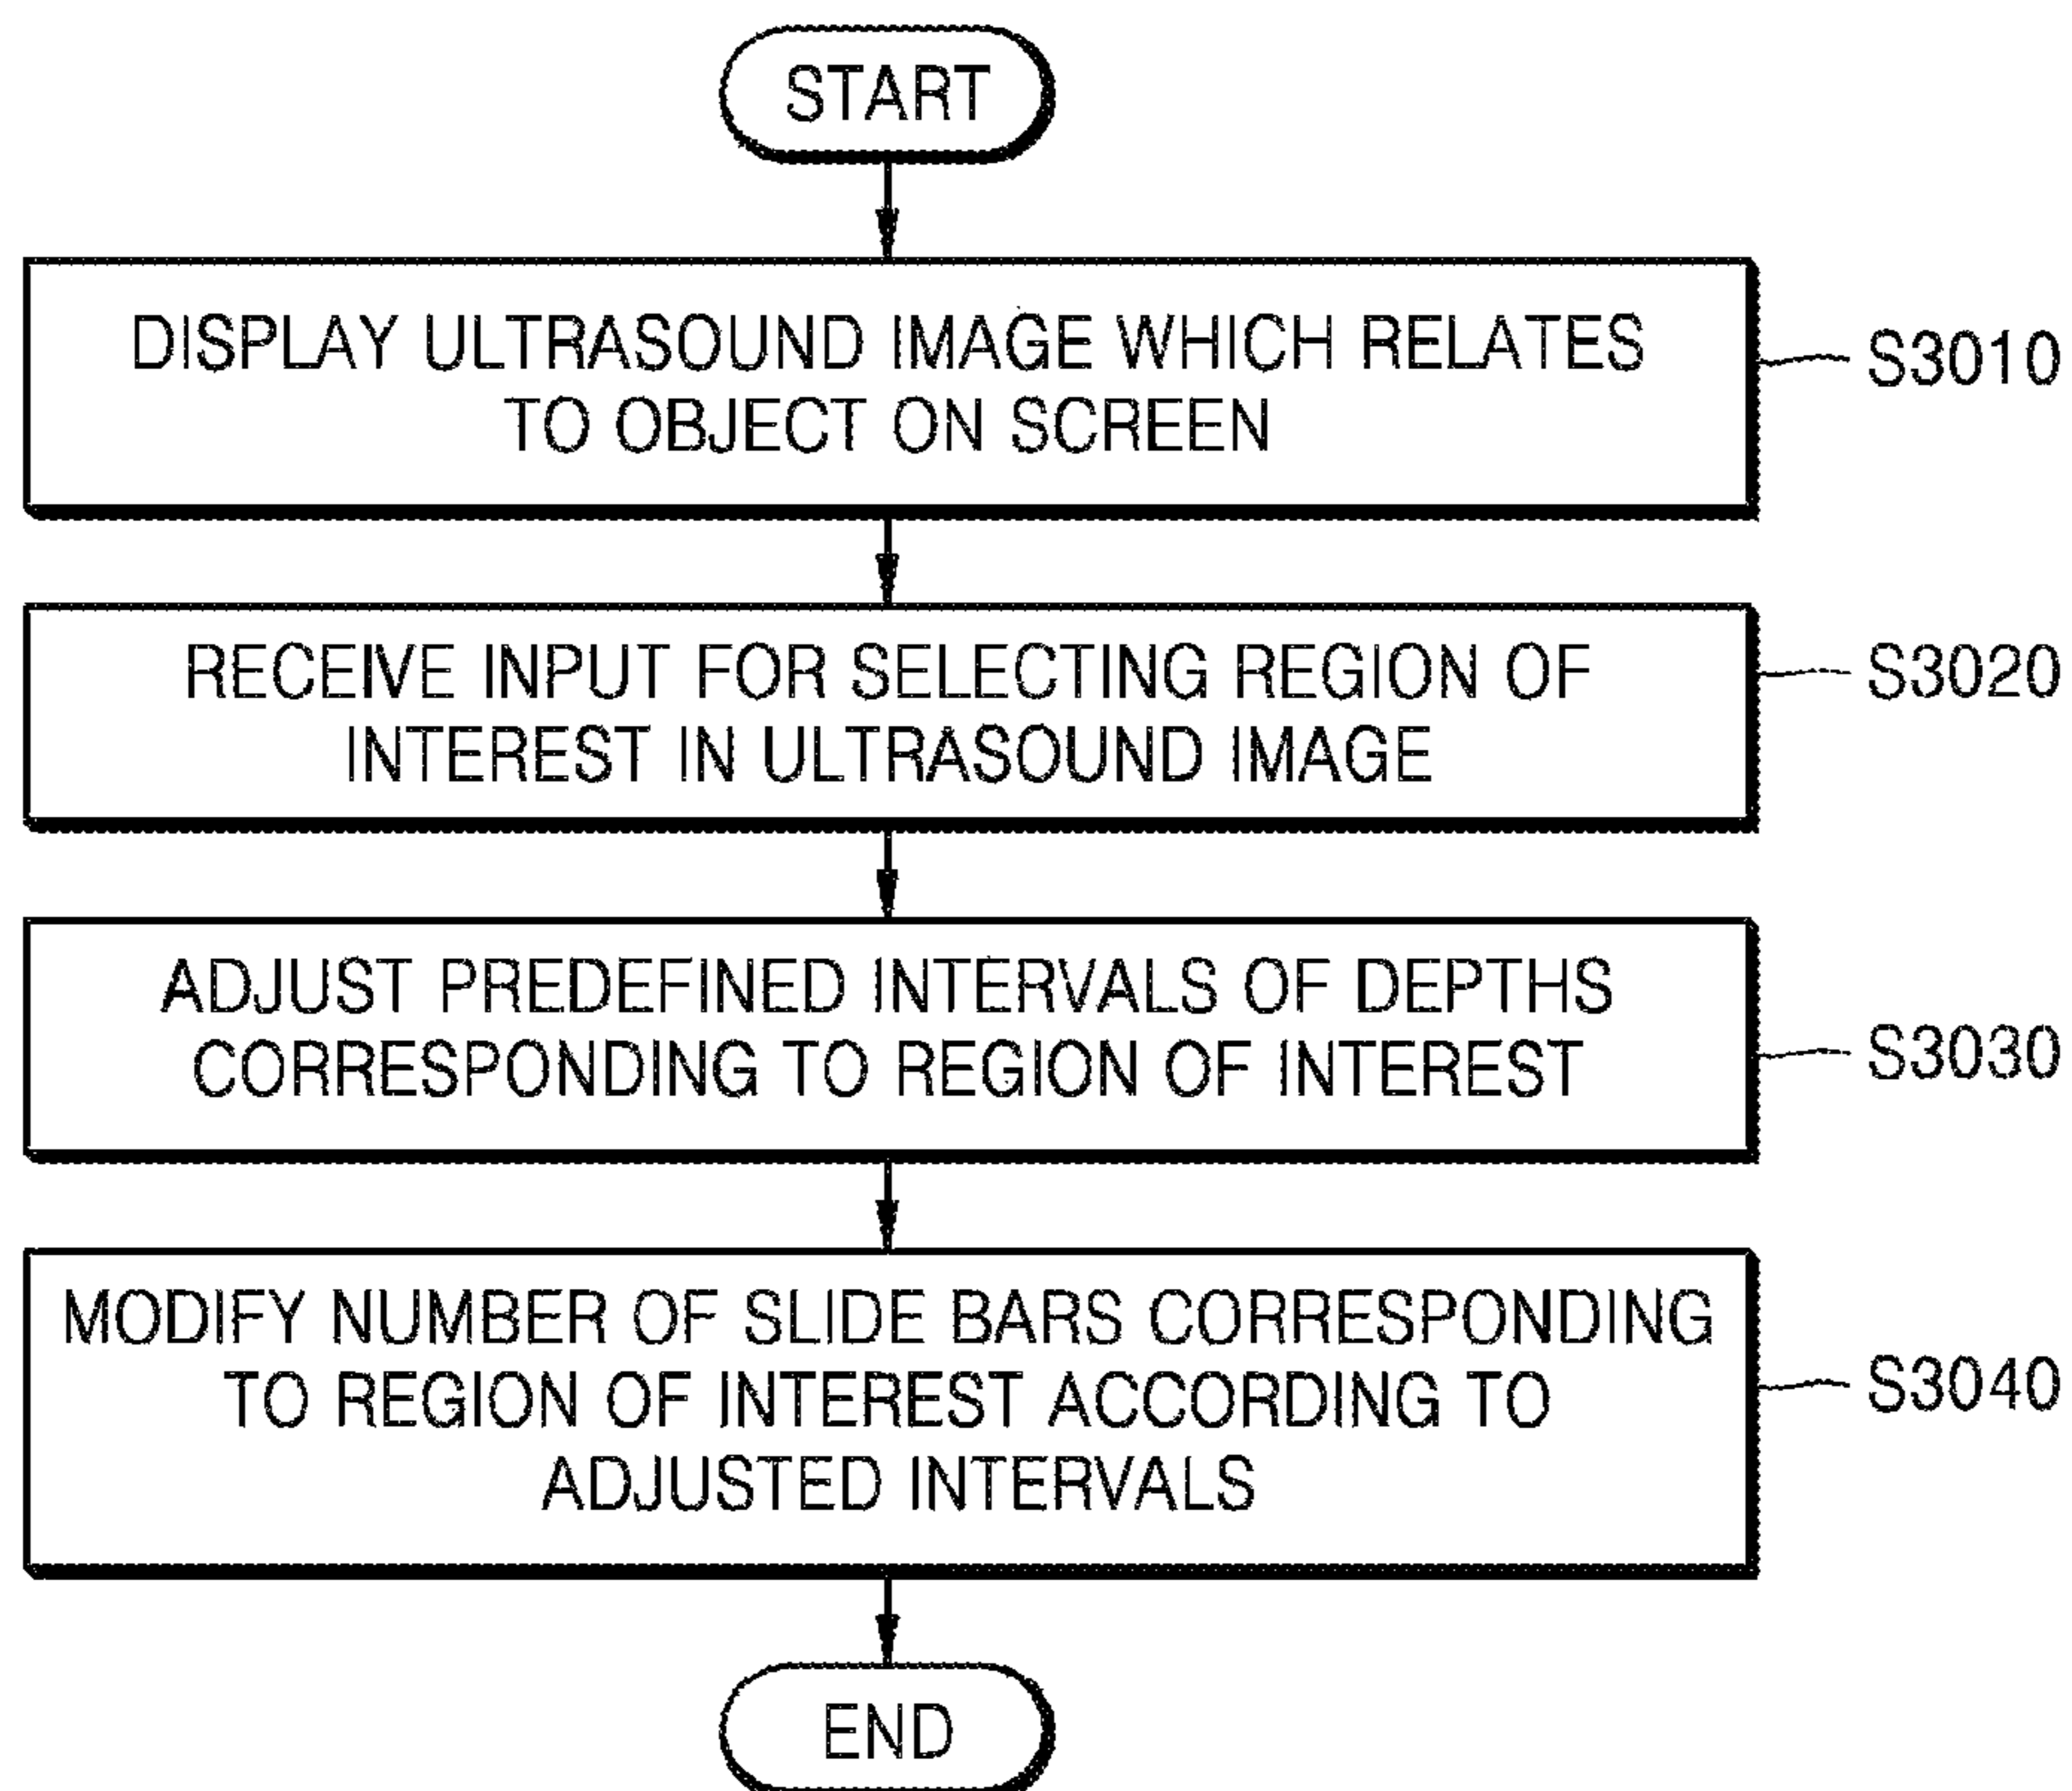 START
DISPLAY ULTRASOUND IMAGE WHICH RELATES
TO OBJECT ON SCREEN
S3010
RECEIVE INPUT FOR SELECTING REGION OF
INTEREST IN ULTRASOUND IMAGE
S3020
ADJUST PREDEFINED INTERVALS OF DEPTHS
CORRESPONDING TO REGION OF INTEREST
S3030
MODIFY NUMBER OF SLIDE BARS CORRESPONDING
TO REGION OF INTEREST ACCORDING TO
ADJUSTED INTERVALS
S3040
END